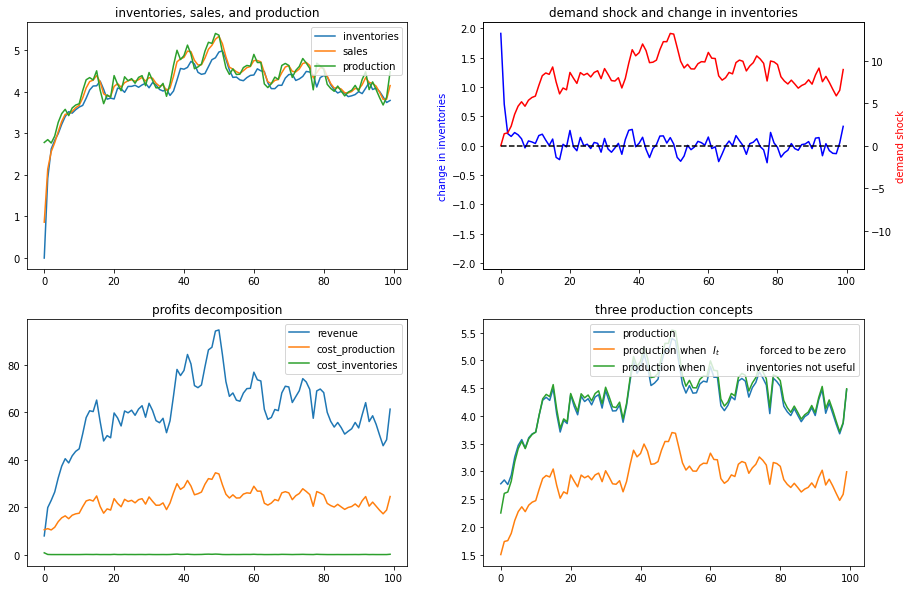 inventories, sales, and production
inventories
sales
production
5
4
3
2
1
0
0 20 40 60 80 100
demand shock and change in inventories
change in inventories
2.0
1.5
1.0
0.5
0.0
−0.5
−1.0
−1.5
−2.0
10
5
0
−5
−10
demand shock
0 20 40 60 80 100
profits decomposition
revenue
cost_production
cost_inventories
80
60
40
20
0
0 20 40 60 80 100
three production concepts
production
production when I_t forced to be zero
production when inventories not useful
5.5
5.0
4.5
4.0
3.5
3.0
2.5
2.0
1.5
0 20 40 60 80 100